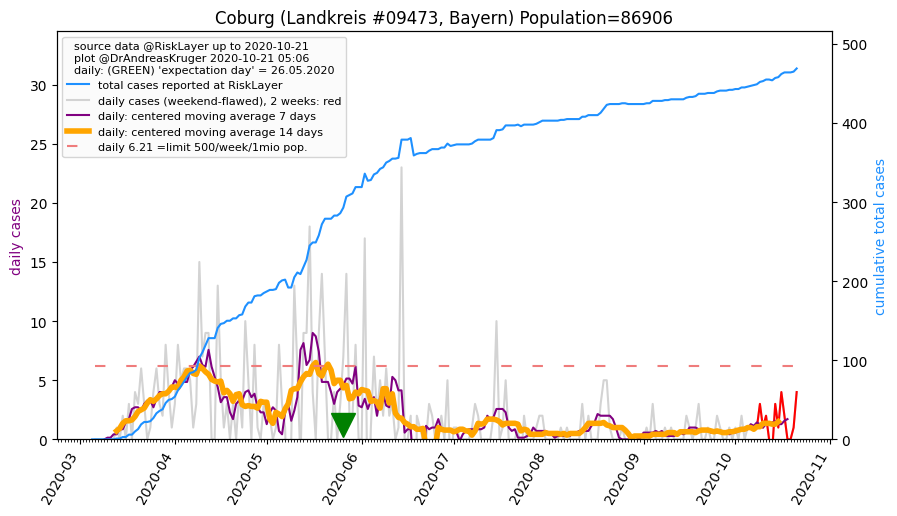 Coburg (Landkreis #09473, Bayern) Population=86906
source data @RiskLayer up to 2020-10-21
plot @DrAndreasKruger 2020-10-21 05:06
daily: (GREEN) 'expectation day' = 26.05.2020
total cases reported at RiskLayer
daily cases (weekend-flawed), 2 weeks: red
daily: centered moving average 7 days
daily: centered moving average 14 days
daily 6.21 =limit 500/week/1mio pop.
daily cases
0
5
10
15
20
25
30
cumulative total cases
0
100
200
300
400
500
2020-03
2020-04
2020-05
2020-06
2020-07
2020-08
2020-09
2020-10
2020-11